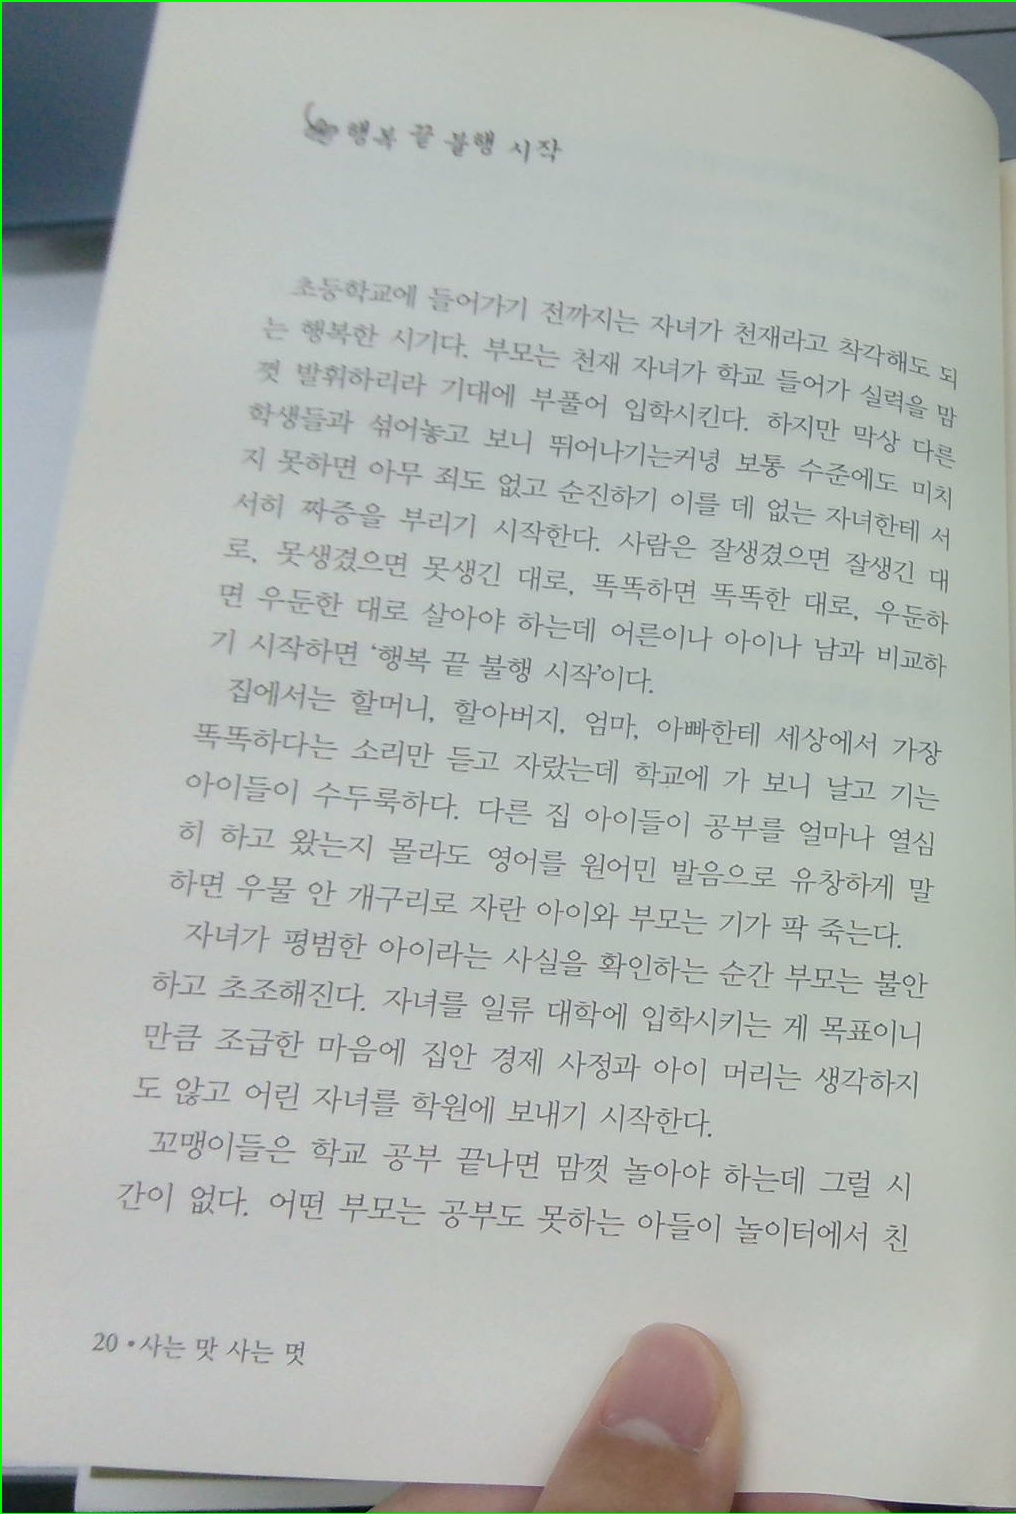 행복 끝 불행 시작
초등학교에 들어가기 전까지는 자녀가 천재라고 착각해도 되
는 행복한 시기다. 부모는 천재 자녀가 학교 들어가 실력을 맘
껏 발휘하리라 기대에 부풀어 입학시킨다. 하지만 막상 다른
학생들과 섞어놓고 보니 뛰어나기는커녕 보통 수준에도 미치
지 못하면 아무 죄도 없고 순진하기 이를 데 없는 자녀한테 서
서히 짜증을 부리기 시작한다. 사람은 잘생겼으면 잘생긴 대
로, 못생겼으면 못생긴 대로, 똑똑하면 똑똑한 대로, 우둔하
면 우둔한 대로 살아야 하는데 어른이나 아이나 남과 비교하
기 시작하면 ‘행복 끝 불행 시작’이다.
집에서는 할머니, 할아버지, 엄마, 아빠한테 세상에서 가장
똑똑하다는 소리만 듣고 자랐는데 학교에 가 보니 날고 기는
아이들이 수두룩하다. 다른 집 아이들이 공부를 얼마나 열심
히 하고 왔는지 몰라도 영어를 원어민 발음으로 유창하게 말
하면 우물 안 개구리로 자란 아이와 부모는 기가 팍 죽는다.
자녀가 평범한 아이라는 사실을 확인하는 순간 부모는 불안
하고 초조해진다. 자녀를 일류 대학에 입학시키는 게 목표이니
만큼 조급한 마음에 집안 경제 사정과 아이 머리는 생각하지
도 않고 어린 자녀를 학원에 보내기 시작한다.
꼬맹이들은 학교 공부 끝나면 맘껏 놀아야 하는데 그럴 시
간이 없다. 어떤 부모는 공부도 못하는 아들이 놀이터에서 친
20 • 사는 맛 사는 멋